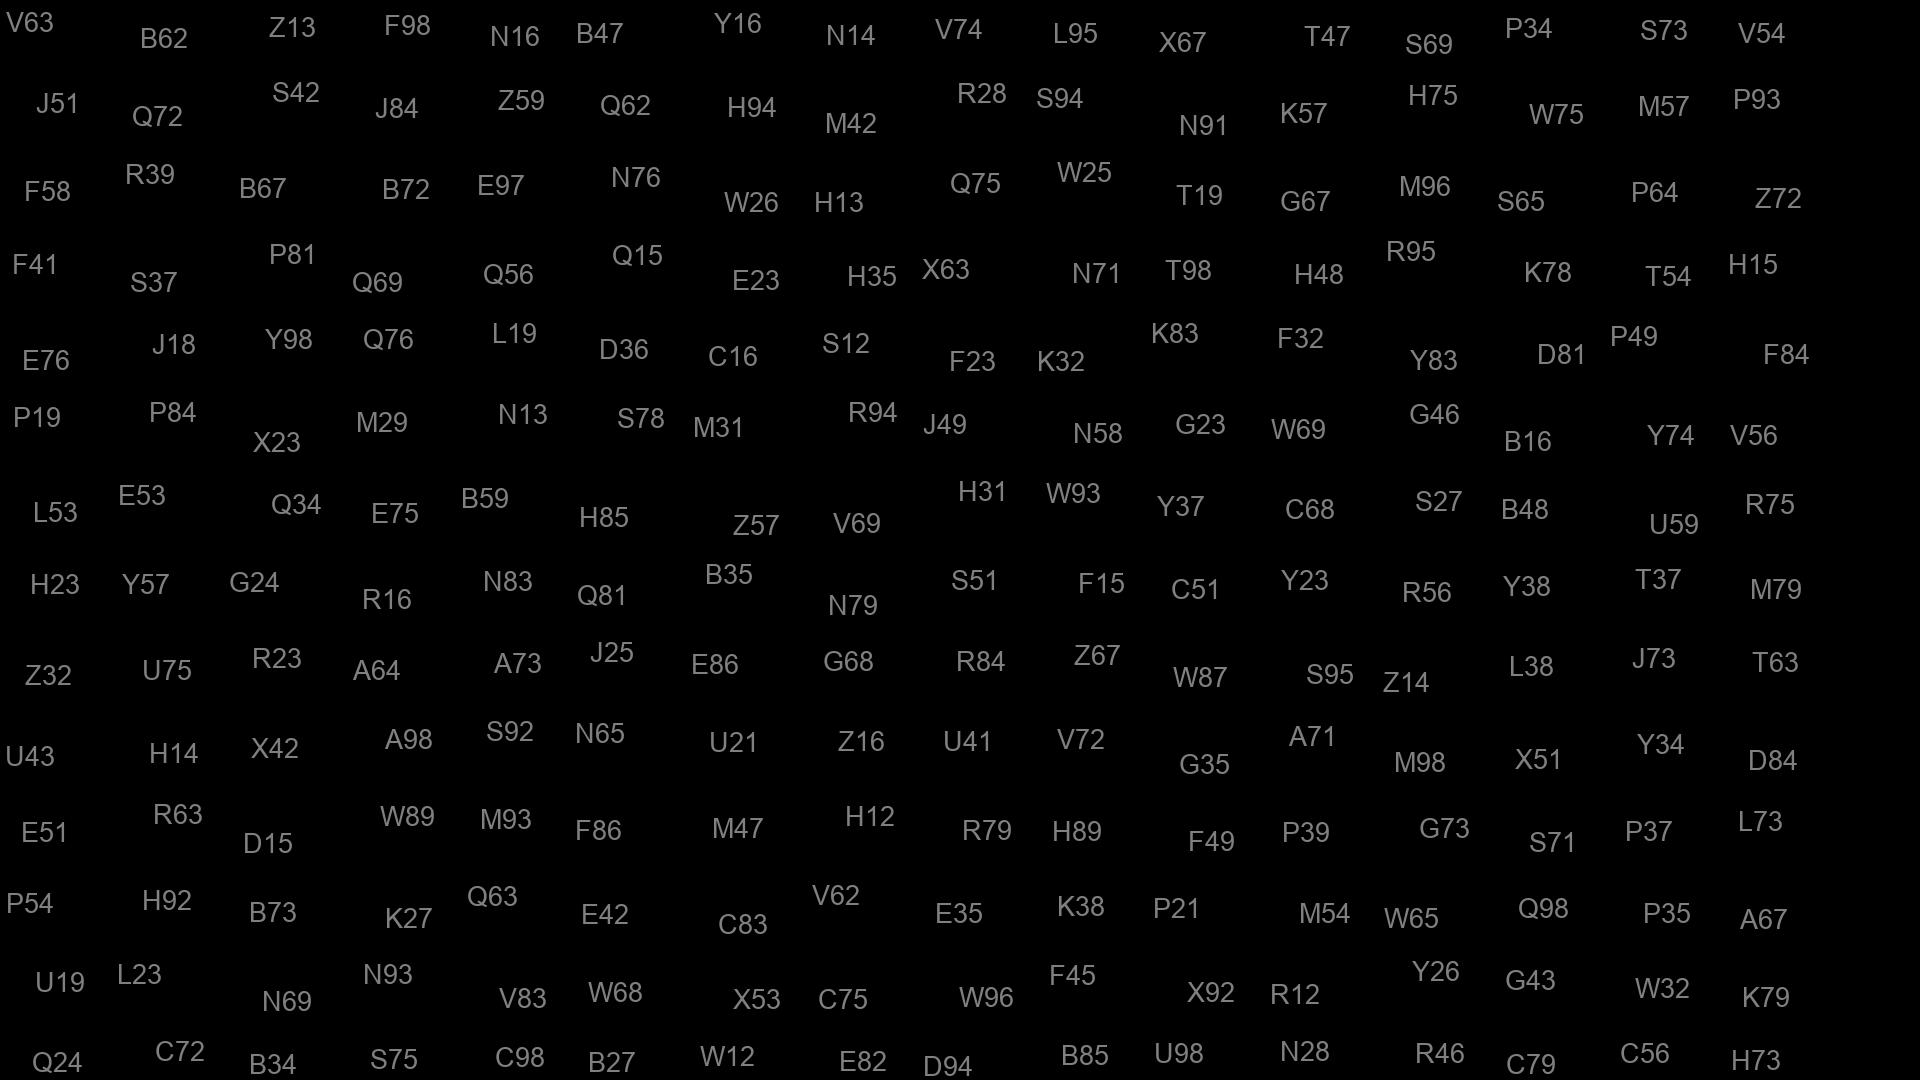 V63 B62 Z13 F98 N16 B47 Y16 N14 V74 L95 X67 T47 S69 P34 S73 V54
J51 Q72 S42 J84 Z59 Q62 H94 M42 R28 S94 N91 K57 H75 W75 M57 P93
F58 R39 B67 B72 E97 N76 W26 H13 Q75 W25 T19 G67 M96 S65 P64 Z72
F41 S37 P81 Q69 Q56 Q15 E23 H35 X63 N71 T98 H48 R95 K78 T54 H15
E76 J18 Y98 Q76 L19 D36 C16 S12 F23 K32 K83 F32 Y83 D81 P49 F84
P19 P84 X23 M29 N13 S78 M31 R94 J49 N58 G23 W69 G46 B16 Y74 V56
L53 E53 Q34 E75 B59 H85 Z57 V69 H31 W93 Y37 C68 S27 B48 U59 R75
H23 Y57 G24 R16 N83 Q81 B35 N79 S51 F15 C51 Y23 R56 Y38 T37 M79
Z32 U75 R23 A64 A73 J25 E86 G68 R84 Z67 W87 S95 Z14 L38 J73 T63
U43 H14 X42 A98 S92 N65 U21 Z16 U41 V72 G35 A71 M98 X51 Y34 D84
E51 R63 D15 W89 M93 F86 M47 H12 R79 H89 F49 P39 G73 S71 P37 L73
P54 H92 B73 K27 Q63 E42 C83 V62 E35 K38 P21 M54 W65 Q98 P35 A67
U19 L23 N69 N93 V83 W68 X53 C75 W96 F45 X92 R12 Y26 G43 W32 K79
Q24 C72 B34 S75 C98 B27 W12 E82 D94 B85 U98 N28 R46 C79 C56 H73